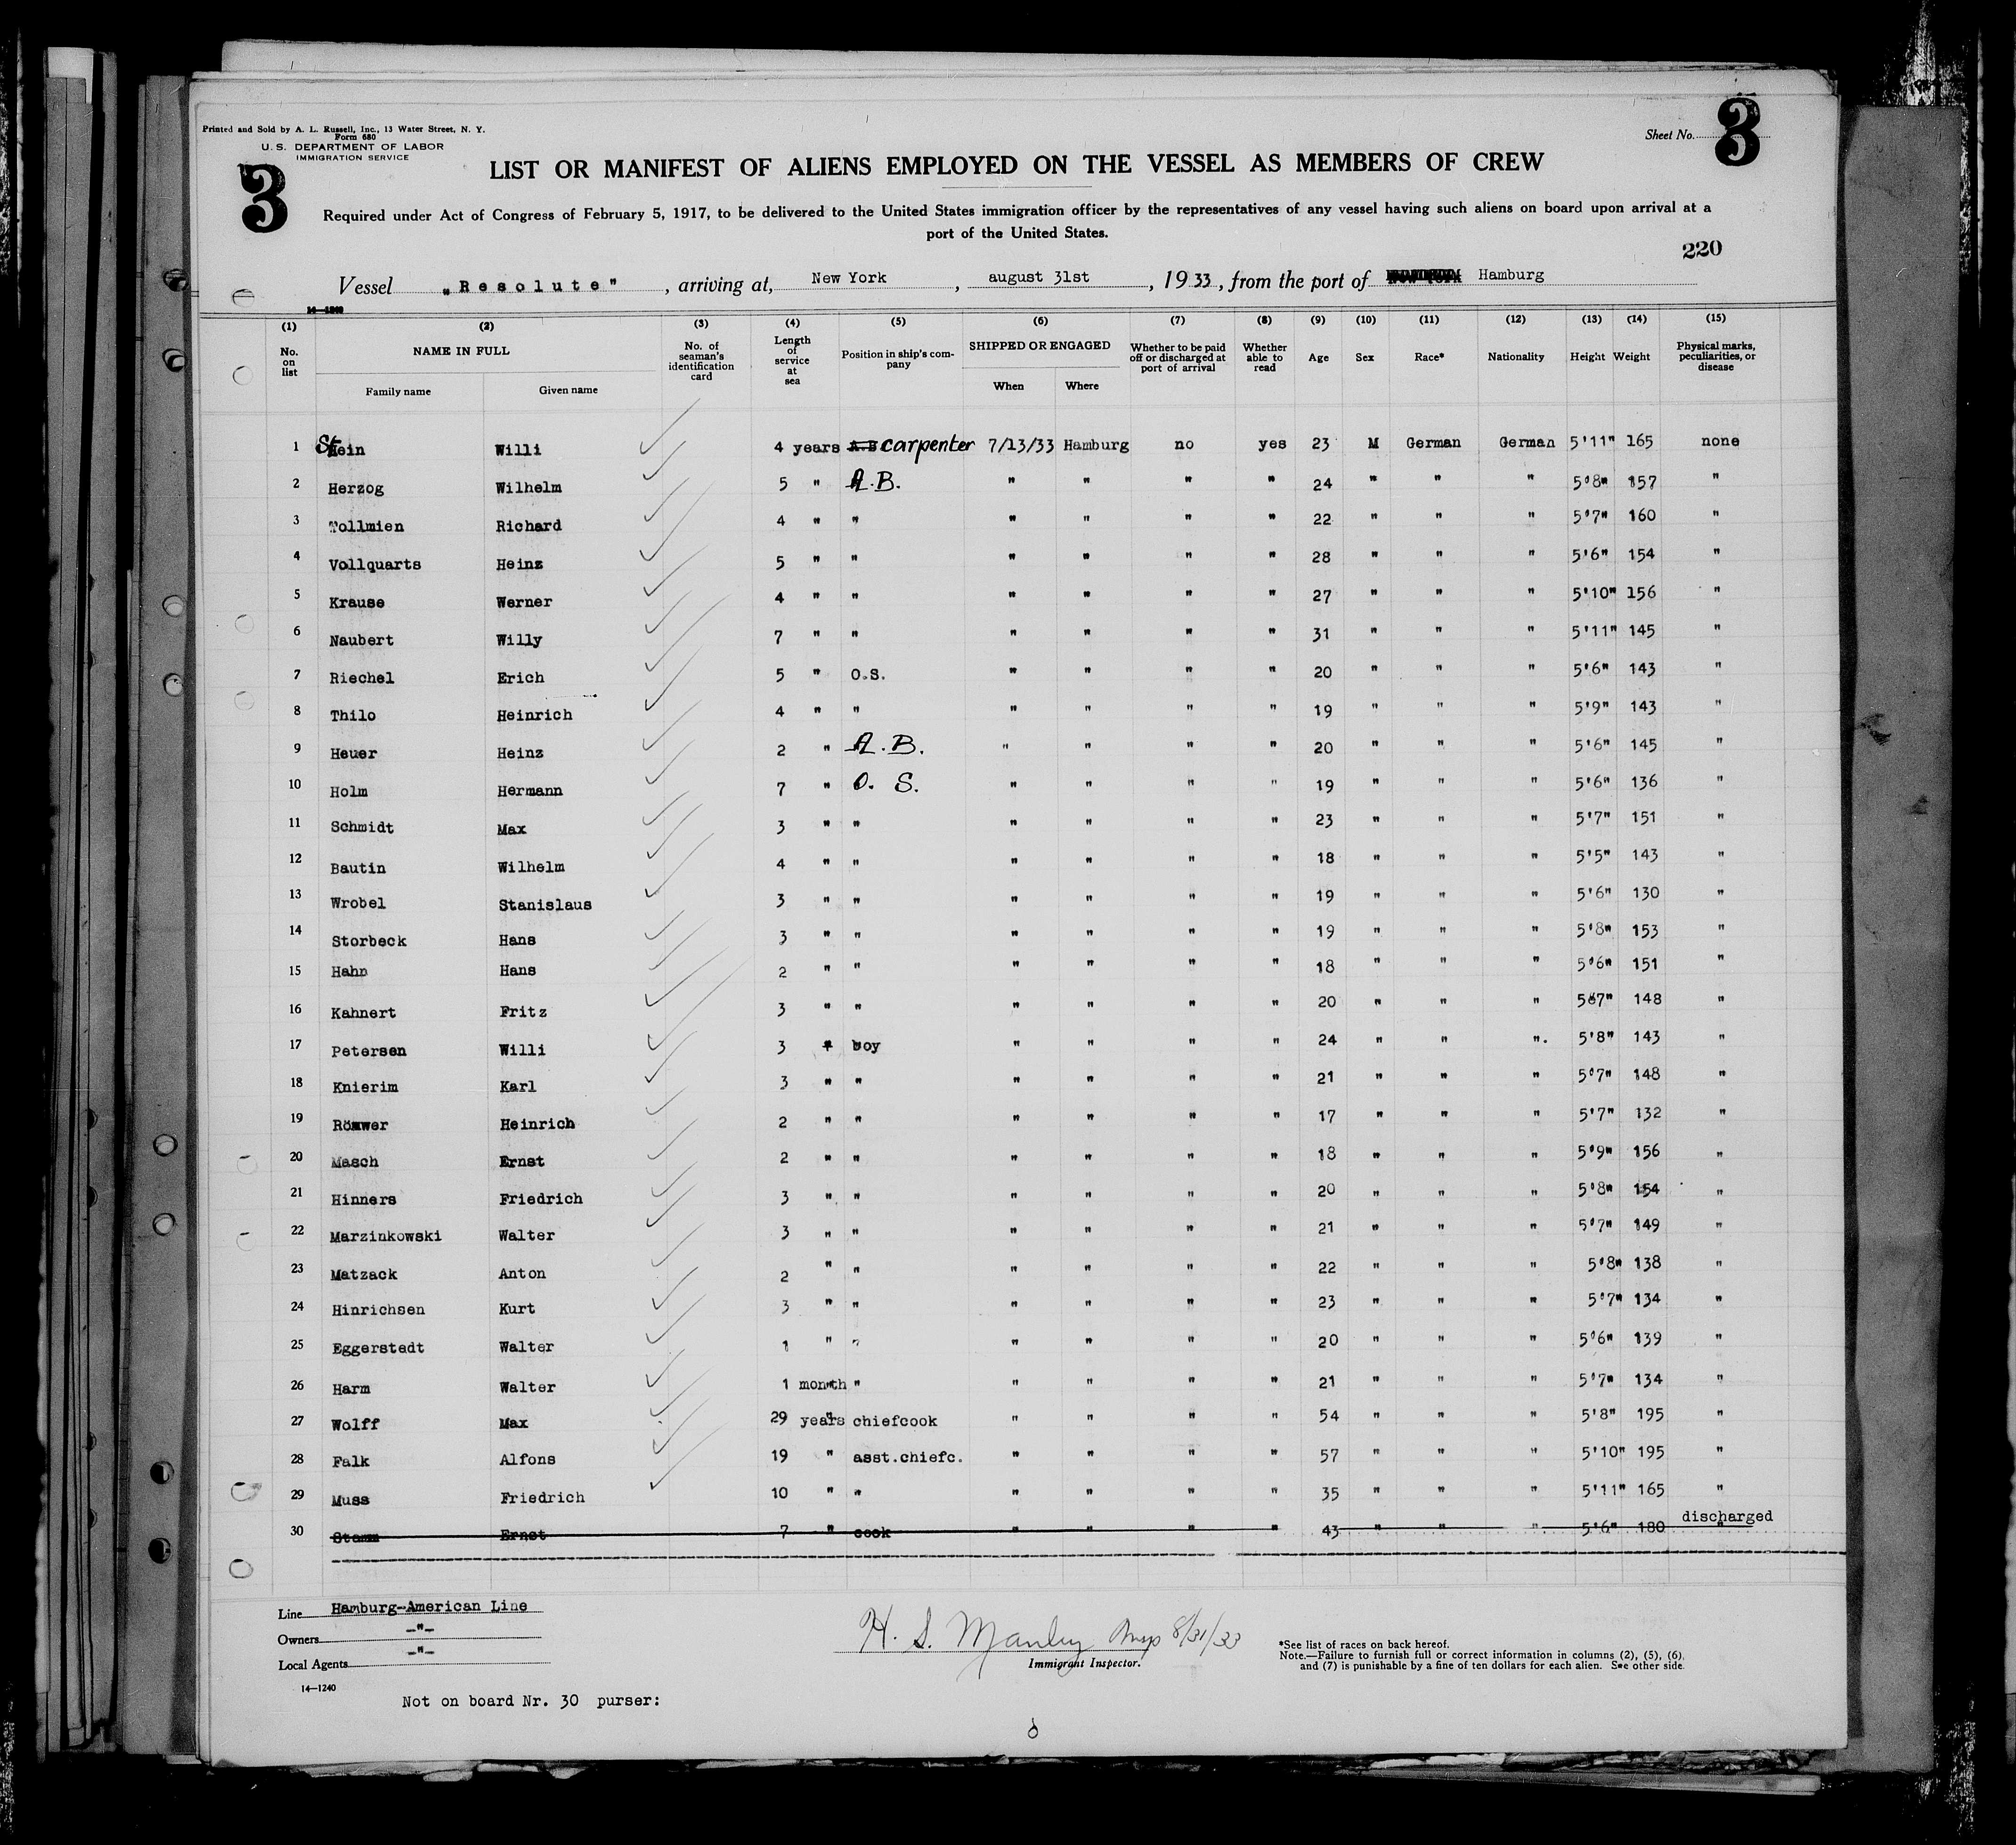 Printed and Sold by A. L. Russell, Inc., 13 Water Street, N. Y.
Form 680
U. S. DEPARTMENT OF LABOR
IMMIGRATION SERVICE
Sheet No. 3
3
LIST OR MANIFEST OF ALIENS EMPLOYED ON THE VESSEL AS MEMBERS OF CREW
Required under Act of Congress of February 5, 1917, to be delivered to the United States immigration officer by the representatives of any vessel having such aliens on board upon arrival at a
port of the United States.
220
Vessel „Resolute", arriving at, New York, august 31st, 1933, from the port of Hamburg
14—1240
(1) (2) (3) (4) (5) (6) (7) (8) (9) (10) (11) (12) (13) (14) (15)
No. on list NAME IN FULL Family name Given name No. of seaman's identification card Length of service at sea Position in ship's company SHIPPED OR ENGAGED When Where Whether to be paid off or discharged at port of arrival Whether able to read Age Sex Race* Nationality Height Weight Physical marks, peculiarities, or disease
1 Stein Willi 4 years A.B carpenter 7/13/33 Hamburg no yes 23 M German German 5'11" 165 none
2 Herzog Wilhelm 5 " A.B. " " " " 24 " " " 5'8" 157 "
3 Tollmien Richard 4 " " " " " " 22 " " " 5'7" 160 "
4 Vollquarts Heinz 5 " " " " " " 28 " " " 5'6" 154 "
5 Krause Werner 4 " " " " " " 27 " " " 5'10" 156 "
6 Naubert Willy 7 " " " " " " 31 " " " 5'11" 145 "
7 Riechel Erich 5 " O.S. " " " " 20 " " " 5'6" 143 "
8 Thilo Heinrich 4 " " " " " " 19 " " " 5'9" 143 "
9 Heuer Heinz 2 " A.B. " " " " 20 " " " 5'6" 145 "
10 Holm Hermann 7 " O. S. " " " " 19 " " " 5'6" 136 "
11 Schmidt Max 3 " " " " " " 23 " " " 5'7" 151 "
12 Bautin Wilhelm 4 " " " " " " 18 " " " 5'5" 143 "
13 Wrobel Stanislaus 3 " " " " " " 19 " " " 5'6" 130 "
14 Storbeck Hans 3 " " " " " " 19 " " " 5'8" 153 "
15 Hahn Hans 2 " " " " " " 18 " " " 5'6" 151 "
16 Kahnert Fritz 3 " " " " " " 20 " " " 5'7" 148 "
17 Petersen Willi 3 " boy " " " " 24 " " ". 5'8" 143 "
18 Knierim Karl 3 " " " " " " 21 " " " 5'7" 148 "
19 Heinrich 2 " " " " " " 17 " " " 5'7" 132 "
20 Masch Ernst 2 " " " " " " 18 " " " 5'9" 156 "
21 Hinners Friedrich 3 " " " " " " 20 " " " 5'8" 154 "
22 Marzinkowski Walter 3 " " " " " " 21 " " " 5'7" 149 "
23 Matzack Anton 2 " " " " " " 22 " " " 5'8" 138 "
24 Hinrichsen Kurt 3 " " " " " " 23 " " " 5'7" 134 "
25 Eggerstedt Walter 1 " " " " " " 20 " " " 5'6" 139 "
26 Harm Walter 1 month " " " " " 21 " " " 5'7" 134 "
27 Wolff Max 29 years chiefcook " " " " 54 " " " 5'8" 195 "
28 Falk Alfons 19 " asst.chiefc. " " " " 57 " " " 5'10" 195 "
29 Muss Friedrich 10 " " " " " " 35 " " " 5'11" 165 "
30 Stamm Ernst 7 " cook " " " " 43 " " " 5'6" 180 " discharged
Line Hamburg-American Line
Owners -"-
Local Agents -"-
14—1240
H. S. Manley Insp 8/31/33
Immigrant Inspector.
*See list of races on back hereof.
Note.—Failure to furnish full or correct information in columns (2), (5), (6),
and (7) is punishable by a fine of ten dollars for each alien. See other side.
Not on board Nr. 30 purser: